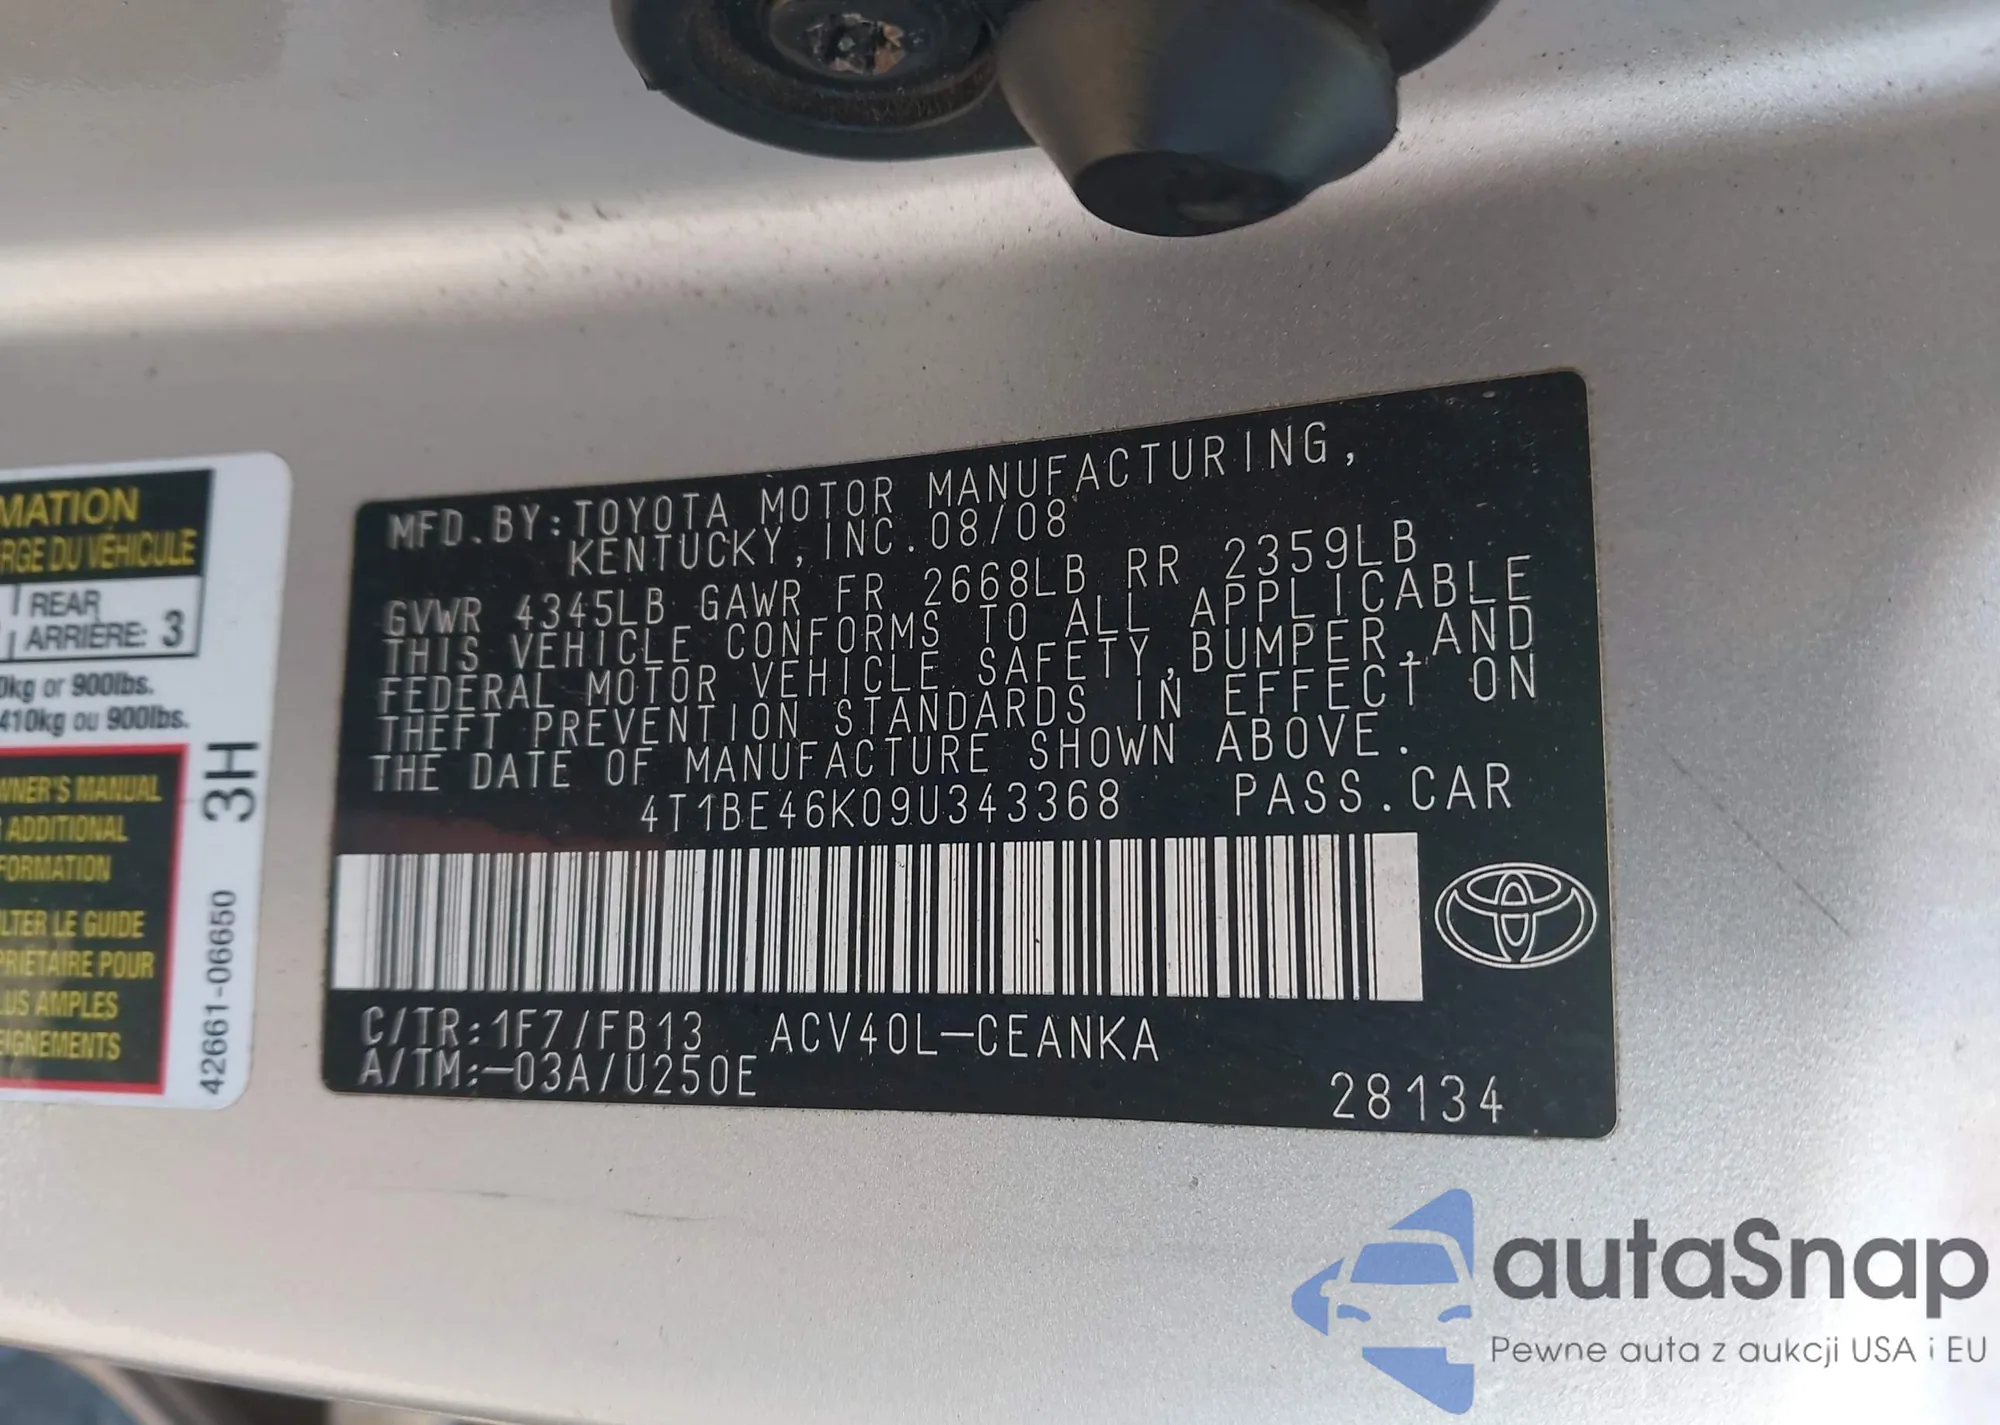 MATION
RGE DU VÉHICULE
REAR
ARRIÈRE: 3
0kg or 900lbs.
410kg ou 900lbs.
WNER'S MANUAL
R ADDITIONAL
FORMATION
LTER LE GUIDE
PRIÉTAIRE POUR
LUS AMPLES
EIGNEMENTS
3H
42661-06650
MFD.BY:TOYOTA MOTOR MANUFACTURING,
KENTUCKY,INC.08/08
GVWR 4345LB GAWR FR 2668LB RR 2359LB
THIS VEHICLE CONFORMS TO ALL APPLICABLE
FEDERAL MOTOR VEHICLE SAFETY,BUMPER,AND
THEFT PREVENTION STANDARDS IN EFFECT ON
THE DATE OF MANUFACTURE SHOWN ABOVE.
4T1BE46K09U343368 PASS.CAR
C/TR:1F7/FB13 ACV40L-CEANKA
A/TM:-03A/U250E
28134
autaSnap
Pewne auta z aukcji USA i EU